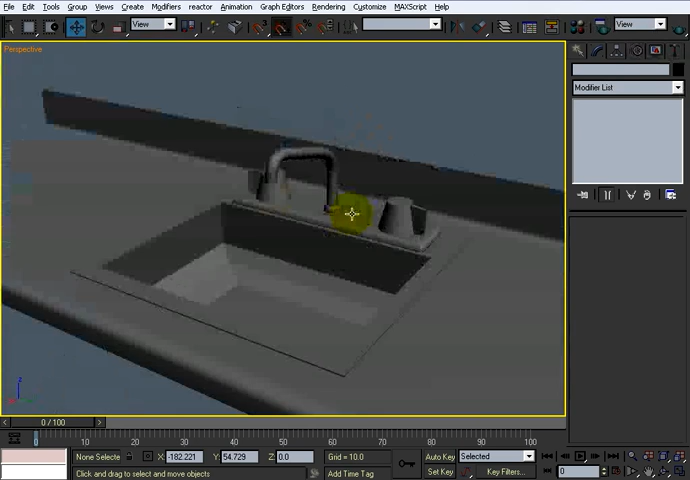 File Edit Tools Group Views Create Modifiers reactor Animation Graph Editors Rendering Customize MAXScript Help
View
View
Perspective
Modifier List
z
0 / 100
0 10 20 30 40 50 60 70 80 90 100
None Selecte X: -182.221 Y: 54.729 Z: 0.0 Grid = 10.0 Auto Key Selected
Click and drag to select and move objects Add Time Tag Set Key Key Filters... 0